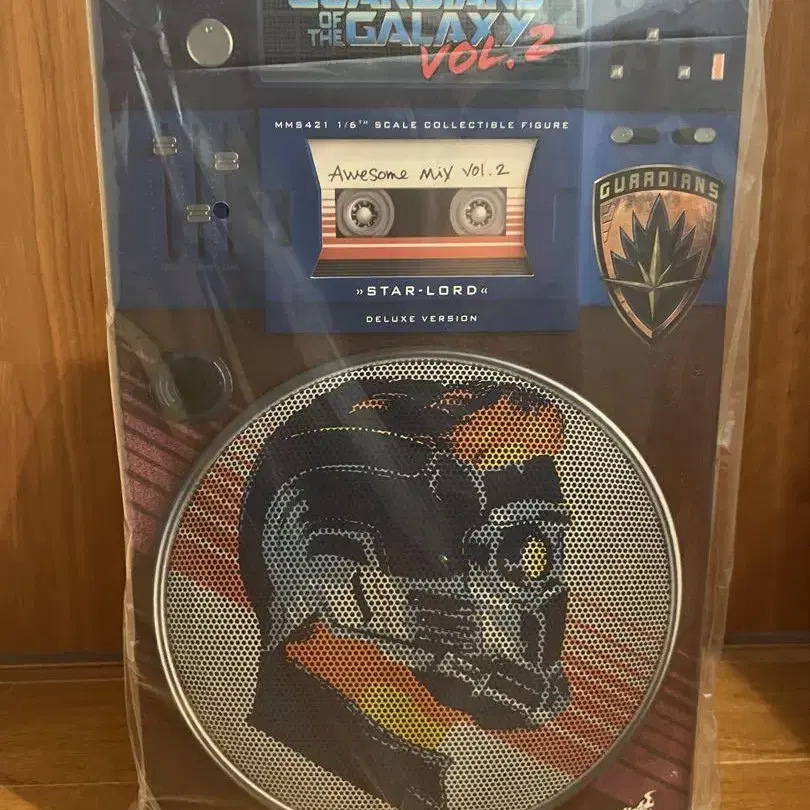 GUARDIANS
OF THE GALAXY
VOL. 2
MMS421 1/6™ SCALE COLLECTIBLE FIGURE
Awesome Mix Vol. 2
»STAR-LORD«
DELUXE VERSION
GUARDIANS